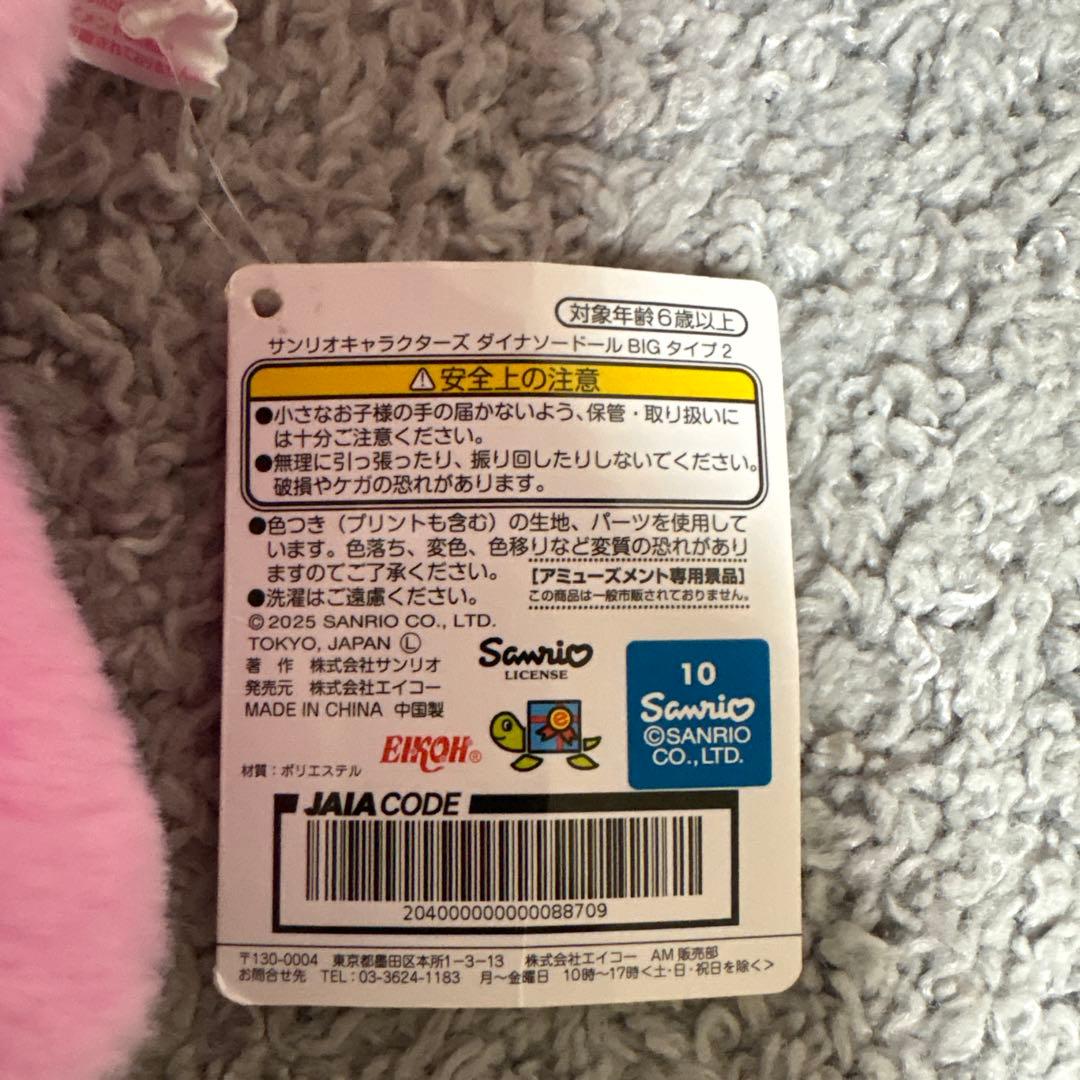 対象年齢6歳以上
サンリオキャラクターズ ダイナソードール BIG タイプ2
⚠安全上の注意
●小さなお子様の手の届かないよう、保管・取り扱いに
は十分ご注意ください。
●無理に引っ張ったり、振り回したりしないでください。
破損やケガの恐れがあります。
●色つき(プリントも含む)の生地、パーツを使用して
います。色落ち、変色、色移りなど変質の恐れがあり
ますのでご了承ください。
●洗濯はご遠慮ください。
【アミューズメント専用景品】
この商品は一般市販されておりません。
© 2025 SANRIO CO., LTD.
TOKYO, JAPAN Ⓛ
著 作 株式会社サンリオ
発売元 株式会社エイコー
MADE IN CHINA 中国製
Sanrio
LICENSE
EIKOH®
e
10
Sanrio
©SANRIO
CO., LTD.
材質:ポリエステル
JAIA CODE
204000000000088709
〒130-0004 東京都墨田区本所1-3-13 株式会社エイコー AM販売部
お問合せ先 TEL:03-3624-1183 月〜金曜日 10時〜17時<土・日・祝日を除く>